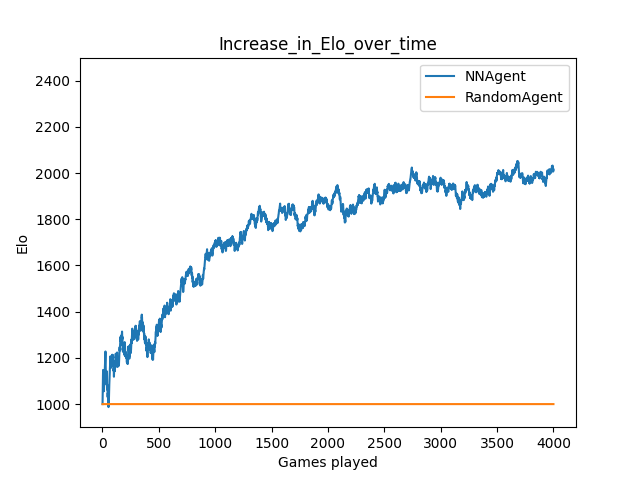 Increase_in_Elo_over_time
NNAgent
RandomAgent
2400
2200
2000
1800
1600
1400
1200
1000
Elo
0 500 1000 1500 2000 2500 3000 3500 4000
Games played